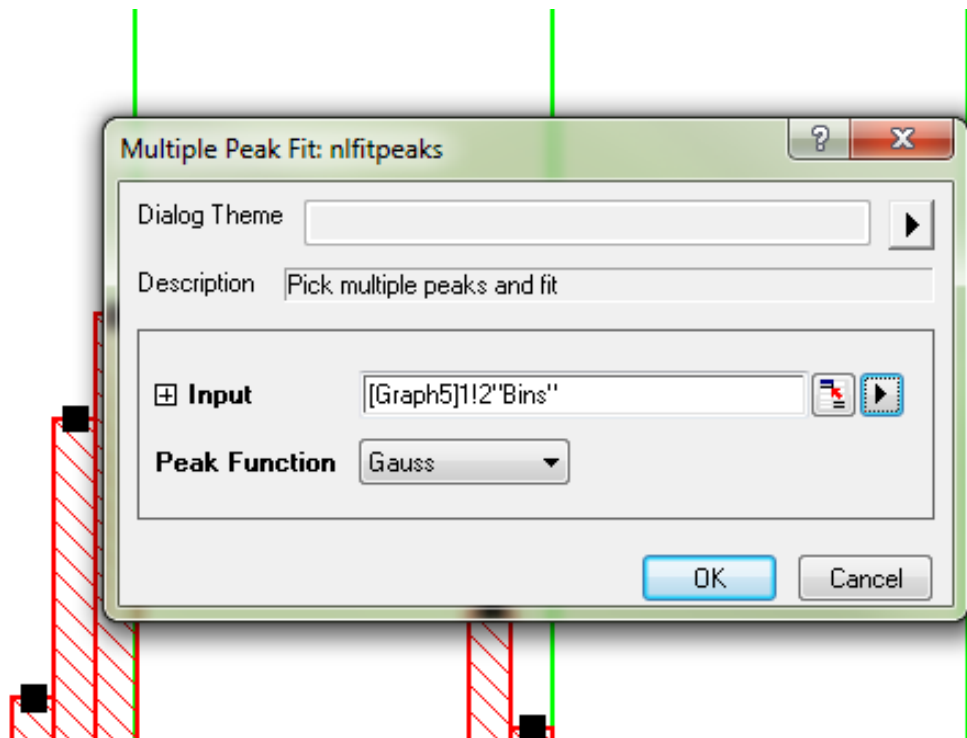 Multiple Peak Fit: nlfitpeaks
?
X
Dialog Theme
Description Pick multiple peaks and fit
Input [Graph5]1!2"Bins"
Peak Function Gauss
OK Cancel